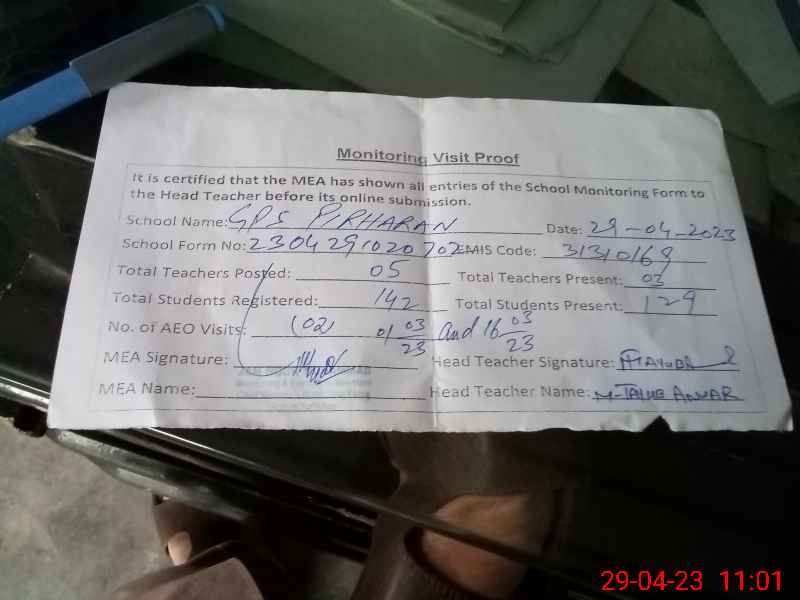 Monitoring Visit Proof
It is certified that the MEA has shown all entries of the School Monitoring Form to
the Head Teacher before its online submission.
School Name: GPS PIRHARAN Date: 29-04-2023
School Form No: 2304291020702 EMIS Code: 31310169
Total Teachers Posted: 05 Total Teachers Present: 03
Total Students Registered: 142 Total Students Present: 129
No. of AEO Visits: (02) 01 03/23 and 16 03/23
MEA Signature: Head Teacher Signature:
MEA Name: Head Teacher Name: M-TAYUB ANWAR
29-04-23 11:01